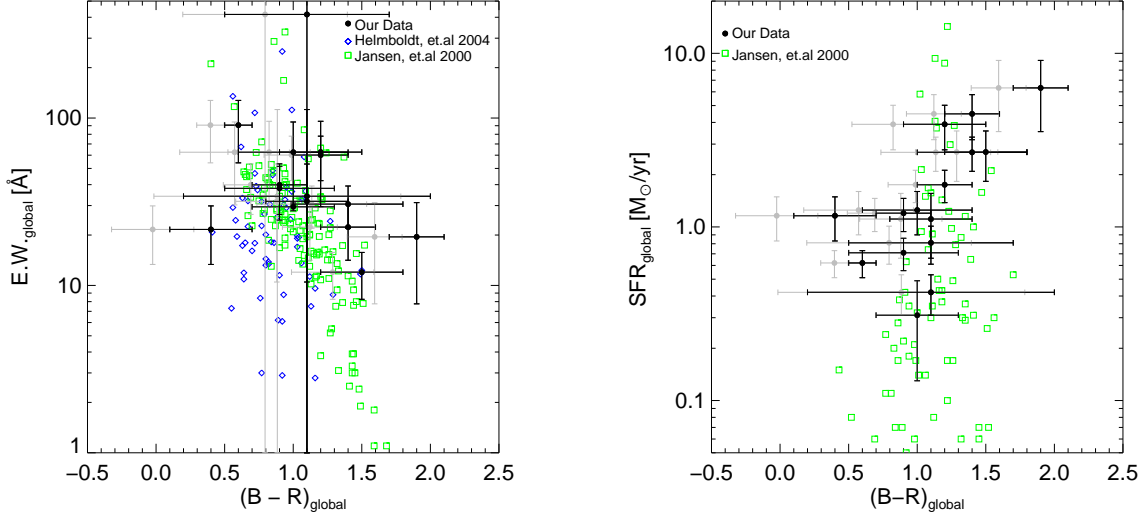 Our Data
Helmboldt, et.al 2004
Jansen, et.al 2000
E.W.global [Å]
100
10
1
−0.5 0.0 0.5 1.0 1.5 2.0 2.5
(B − R)global
Our Data
Jansen, et.al 2000
SFRglobal [M⊙/yr]
10.0
1.0
0.1
−0.5 0.0 0.5 1.0 1.5 2.0 2.5
(B−R)global